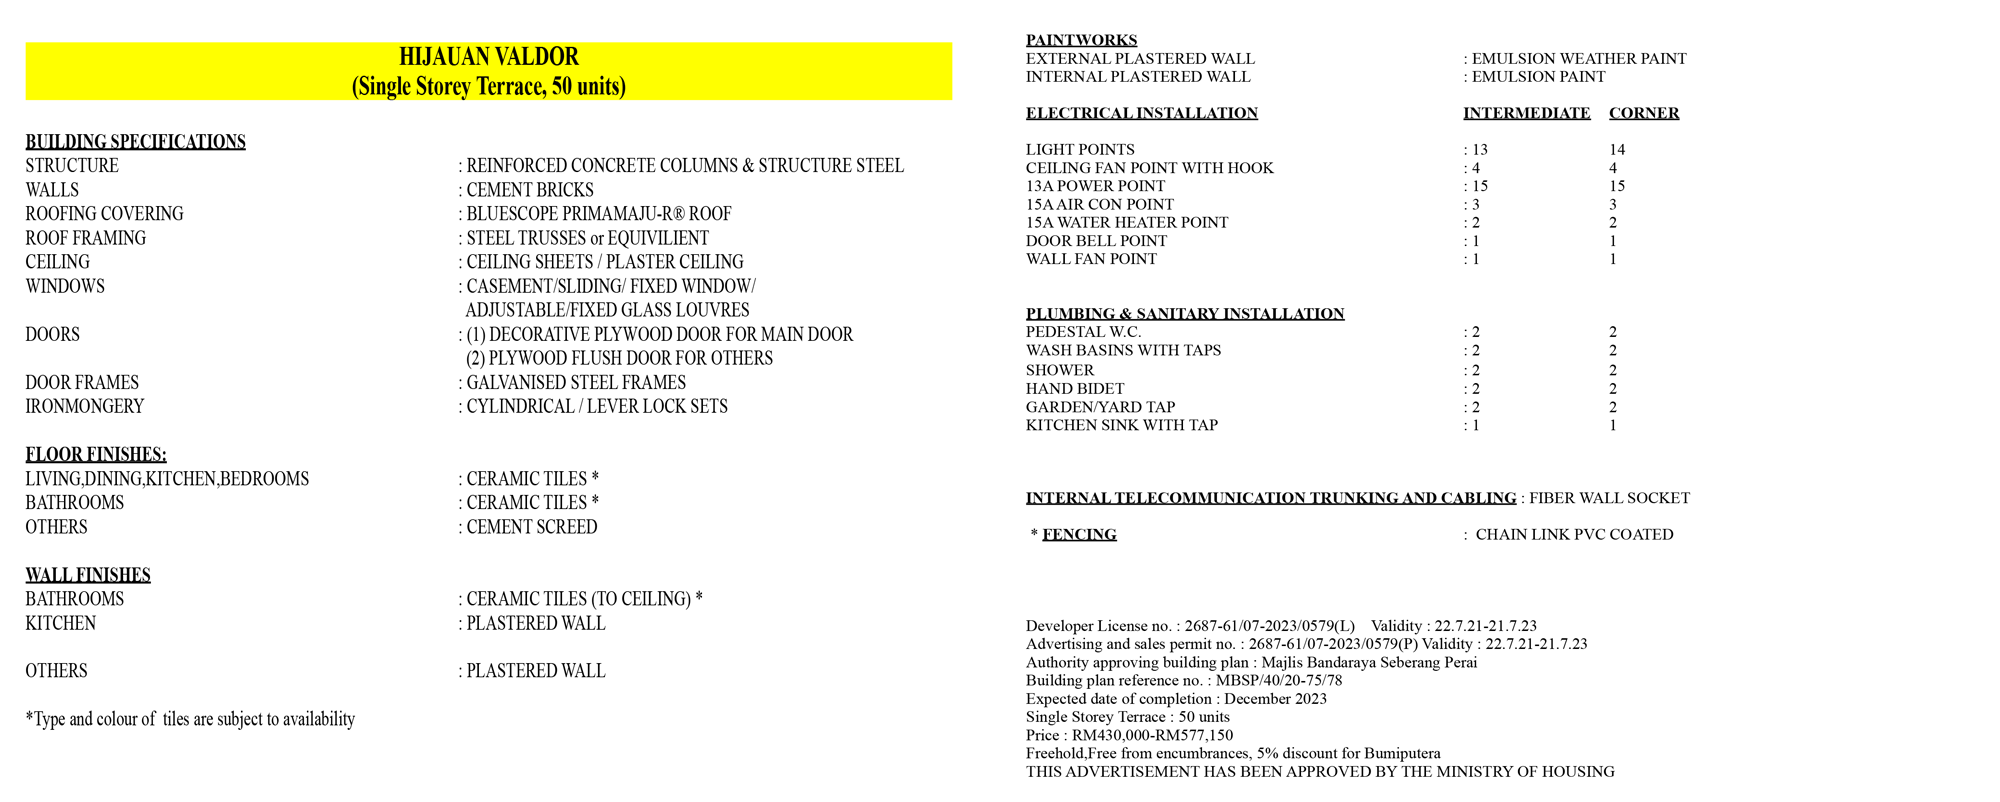 HIJAUAN VALDOR
(Single Storey Terrace, 50 units)
BUILDING SPECIFICATIONS
STRUCTURE : REINFORCED CONCRETE COLUMNS & STRUCTURE STEEL
WALLS : CEMENT BRICKS
ROOFING COVERING : BLUESCOPE PRIMAMAJU-R® ROOF
ROOF FRAMING : STEEL TRUSSES or EQUIVILIENT
CEILING : CEILING SHEETS / PLASTER CEILING
WINDOWS : CASEMENT/SLIDING/ FIXED WINDOW/
ADJUSTABLE/FIXED GLASS LOUVRES
DOORS : (1) DECORATIVE PLYWOOD DOOR FOR MAIN DOOR
(2) PLYWOOD FLUSH DOOR FOR OTHERS
DOOR FRAMES : GALVANISED STEEL FRAMES
IRONMONGERY : CYLINDRICAL / LEVER LOCK SETS
FLOOR FINISHES:
LIVING,DINING,KITCHEN,BEDROOMS : CERAMIC TILES *
BATHROOMS : CERAMIC TILES *
OTHERS : CEMENT SCREED
WALL FINISHES
BATHROOMS : CERAMIC TILES (TO CEILING) *
KITCHEN : PLASTERED WALL
OTHERS : PLASTERED WALL
*Type and colour of tiles are subject to availability
PAINTWORKS
EXTERNAL PLASTERED WALL : EMULSION WEATHER PAINT
INTERNAL PLASTERED WALL : EMULSION PAINT
ELECTRICAL INSTALLATION INTERMEDIATE CORNER
LIGHT POINTS : 13 14
CEILING FAN POINT WITH HOOK : 4 4
13A POWER POINT : 15 15
15A AIR CON POINT : 3 3
15A WATER HEATER POINT : 2 2
DOOR BELL POINT : 1 1
WALL FAN POINT : 1 1
PLUMBING & SANITARY INSTALLATION
PEDESTAL W.C. : 2 2
WASH BASINS WITH TAPS : 2 2
SHOWER : 2 2
HAND BIDET : 2 2
GARDEN/YARD TAP : 2 2
KITCHEN SINK WITH TAP : 1 1
INTERNAL TELECOMMUNICATION TRUNKING AND CABLING : FIBER WALL SOCKET
* FENCING : CHAIN LINK PVC COATED
Developer License no. : 2687-61/07-2023/0579(L) Validity : 22.7.21-21.7.23
Advertising and sales permit no. : 2687-61/07-2023/0579(P) Validity : 22.7.21-21.7.23
Authority approving building plan : Majlis Bandaraya Seberang Perai
Building plan reference no. : MBSP/40/20-75/78
Expected date of completion : December 2023
Single Storey Terrace : 50 units
Price : RM430,000-RM577,150
Freehold,Free from encumbrances, 5% discount for Bumiputera
THIS ADVERTISEMENT HAS BEEN APPROVED BY THE MINISTRY OF HOUSING